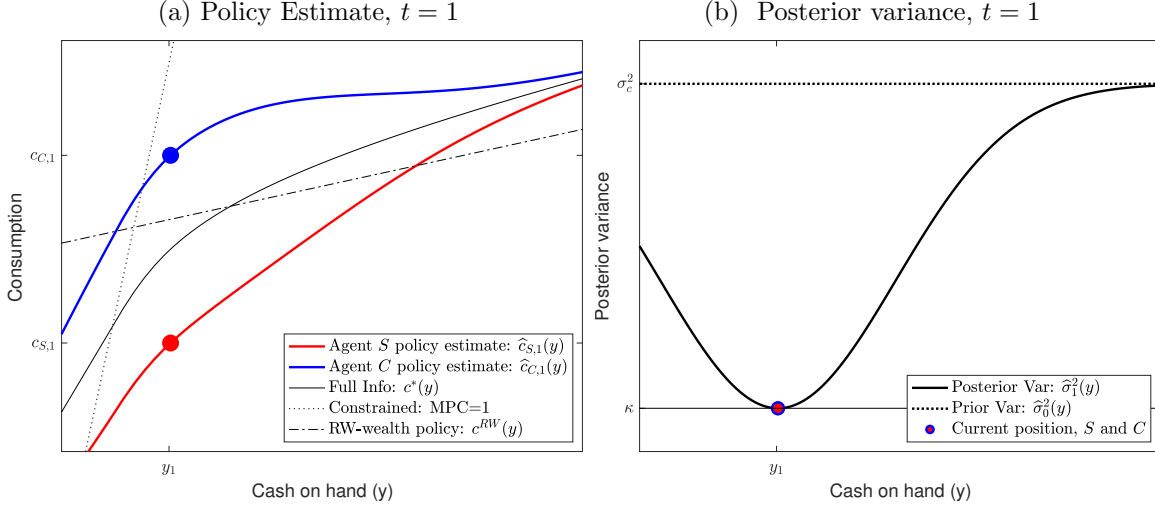 (a) Policy Estimate, t = 1
Consumption
c_{C,1}
c_{S,1}
y_1
Cash on hand (y)
Agent S policy estimate: ĉ_{S,1}(y)
Agent C policy estimate: ĉ_{C,1}(y)
Full Info: c*(y)
Constrained: MPC=1
RW-wealth policy: c^{RW}(y)
(b) Posterior variance, t = 1
Posterior variance
σ_c^2
κ
y_1
Cash on hand (y)
Posterior Var: σ̂_1^2(y)
Prior Var: σ̂_0^2(y)
Current position, S and C